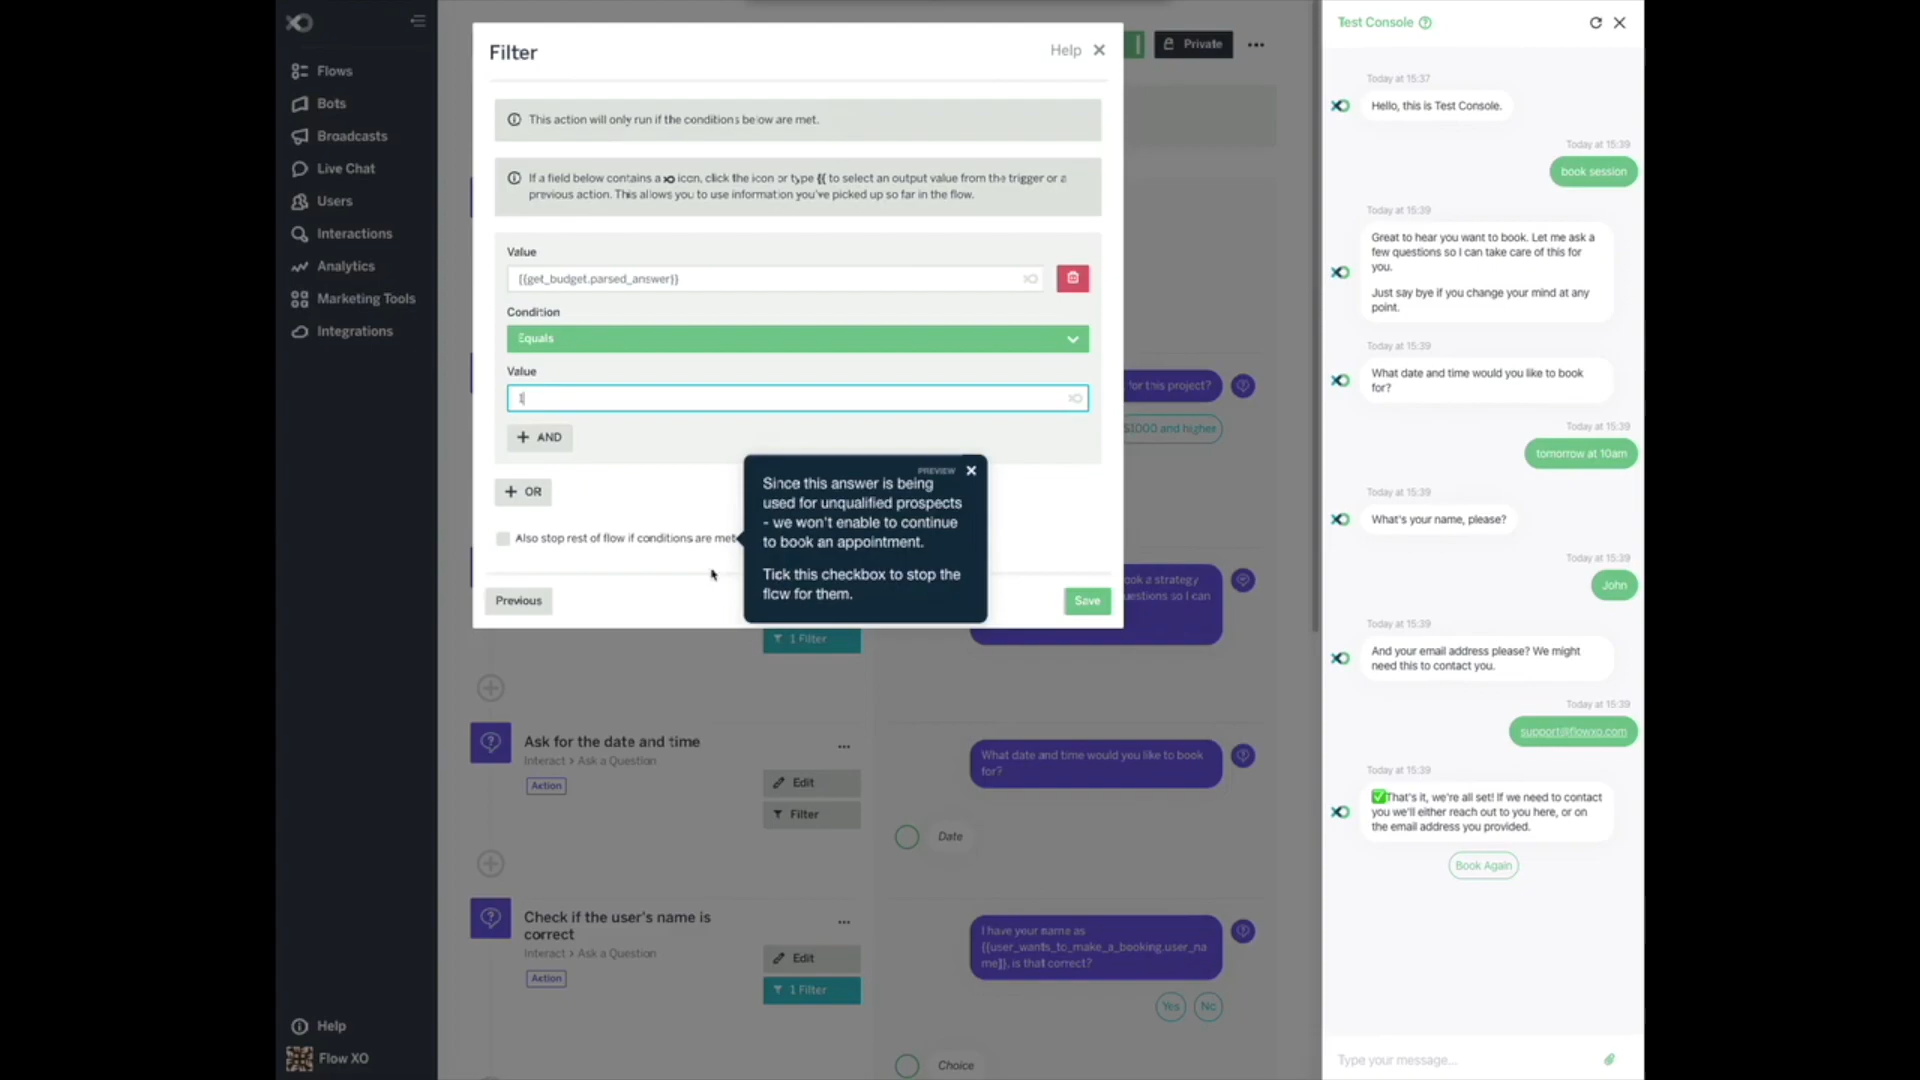 Flows
Bots
Broadcasts
Live Chat
Users
Interactions
Analytics
Marketing Tools
Integrations
Help
Flow XO
Filter
Help
This action will only run if the conditions below are met.
If a field below contains a XO icon, click the icon or type {{ to select an output value from the trigger or a
previous action. This allows you to use information you've picked up so far in the flow.
Value
{{get_budget.parsed_answer}}
Condition
Equals
Value
1
+ AND
+ OR
Also stop rest of flow if conditions are met
Previous
Save
PREVIEW
Since this answer is being
used for unqualified prospects
- we won't enable to continue
to book an appointment.
Tick this checkbox to stop the
flow for them.
Private
for this project?
$1000 and higher
ook a strategy
uestions so I can
1 Filter
Ask for the date and time
Interact > Ask a Question
Action
Edit
Filter
What date and time would you like to book
for?
Date
Check if the user's name is
correct
Interact > Ask a Question
Action
Edit
1 Filter
I have your name as
{{user_wants_to_make_a_booking.user_na
me}}, is that correct?
Yes
No
Choice
Test Console
Today at 15:37
Hello, this is Test Console.
Today at 15:39
book session
Today at 15:39
Great to hear you want to book. Let me ask a
few questions so I can take care of this for
you.
Just say bye if you change your mind at any
point.
Today at 15:39
What date and time would you like to book
for?
Today at 15:39
tomorrow at 10am
Today at 15:39
What's your name, please?
Today at 15:39
John
Today at 15:39
And your email address please? We might
need this to contact you.
Today at 15:39
support@flowxo.com
Today at 15:39
✅That's it, we're all set! If we need to contact
you we'll either reach out to you here, or on
the email address you provided.
Book Again
Type your message...